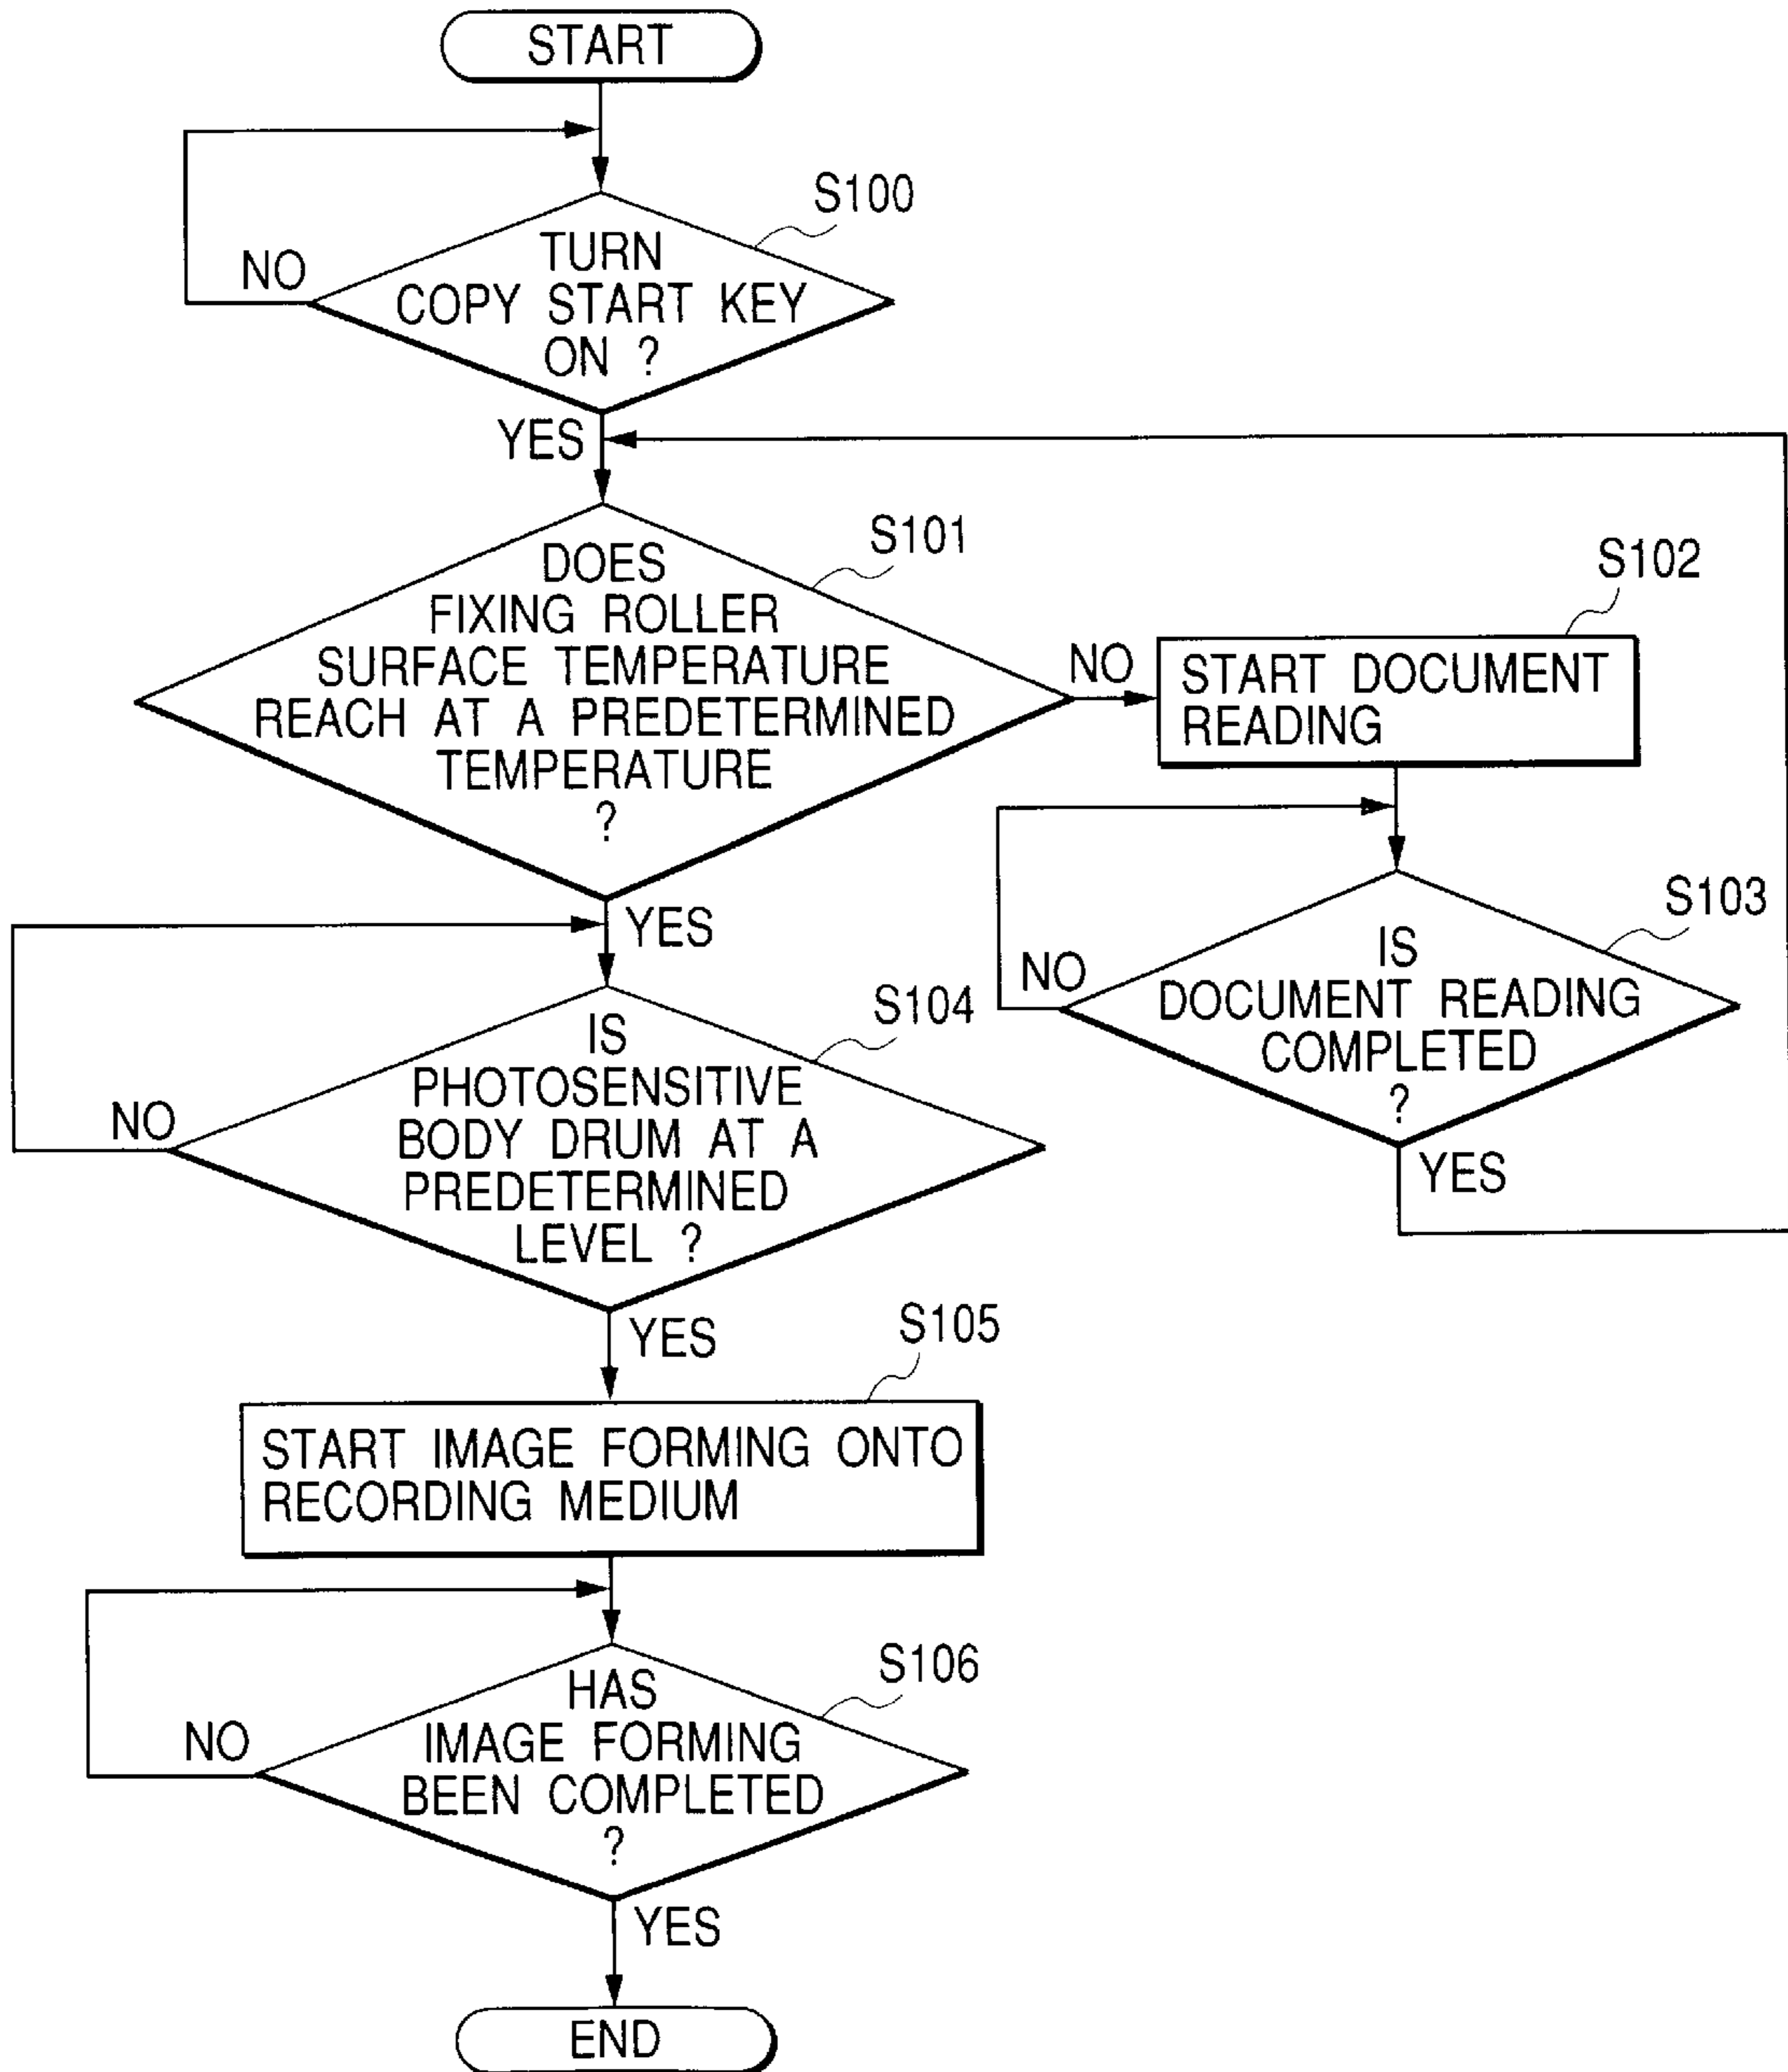 START
S100
TURN
COPY START KEY
ON ?
NO
YES
S101
DOES
FIXING ROLLER
SURFACE TEMPERATURE
REACH AT A PREDETERMINED
TEMPERATURE
?
NO
S102
START DOCUMENT
READING
YES
S103
IS
DOCUMENT READING
COMPLETED
?
NO
YES
S104
IS
PHOTOSENSITIVE
BODY DRUM AT A
PREDETERMINED
LEVEL ?
NO
YES
S105
START IMAGE FORMING ONTO
RECORDING MEDIUM
S106
HAS
IMAGE FORMING
BEEN COMPLETED
?
NO
YES
END